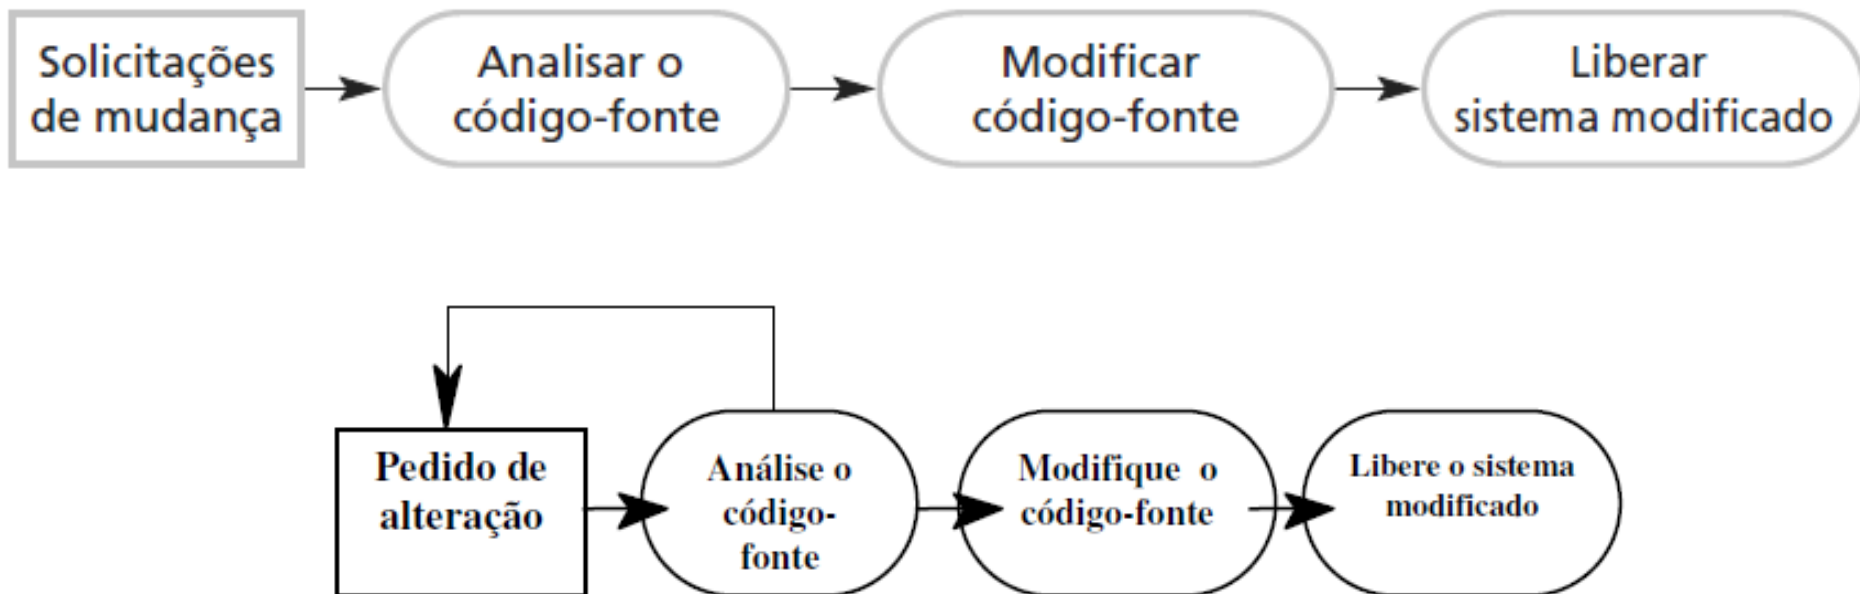 Solicitações
de mudança
Analisar o
código-fonte
Modificar
código-fonte
Liberar
sistema modificado
Pedido de
alteração
Análise o
código-
fonte
Modifique o
código-fonte
Libere o sistema
modificado